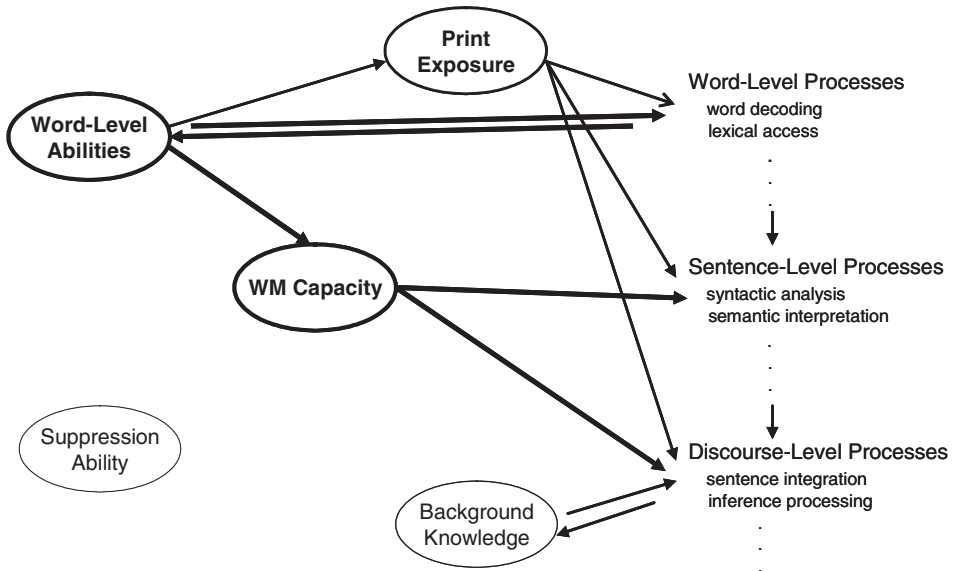 Print
Exposure
Word-Level
Abilities
Word-Level Processes
word decoding
lexical access
WM Capacity
Sentence-Level Processes
syntactic analysis
semantic interpretation
Suppression
Ability
Discourse-Level Processes
sentence integration
inference processing
Background
Knowledge